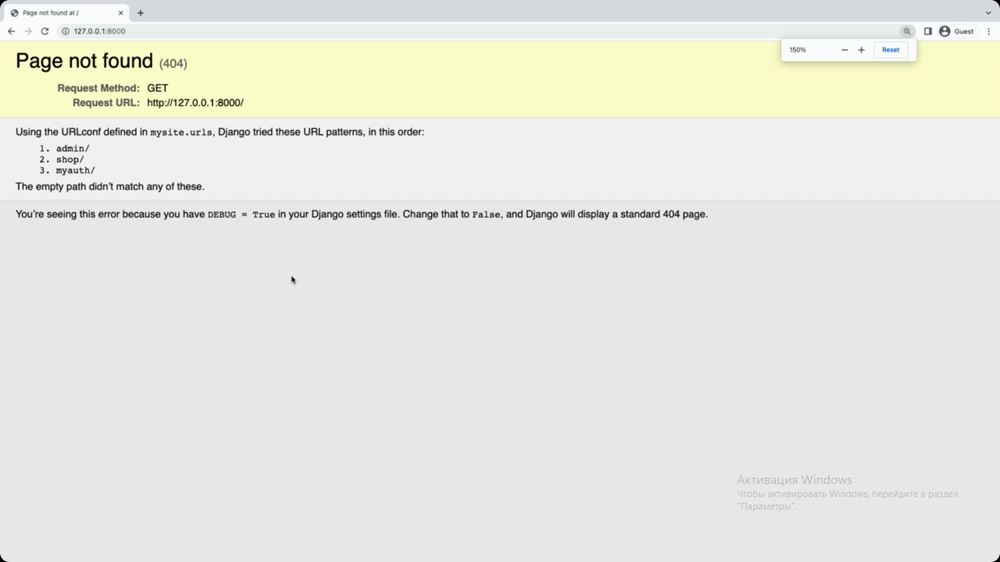 Page not found at /
127.0.0.1:8000
Guest
150%
Reset
Page not found (404)
Request Method: GET
Request URL: http://127.0.0.1:8000/
Using the URLconf defined in mysite.urls, Django tried these URL patterns, in this order:
1. admin/
2. shop/
3. myauth/
The empty path didn’t match any of these.
You’re seeing this error because you have DEBUG = True in your Django settings file. Change that to False, and Django will display a standard 404 page.
Активация Windows
Чтобы активировать Windows, перейдите в раздел
"Параметры".